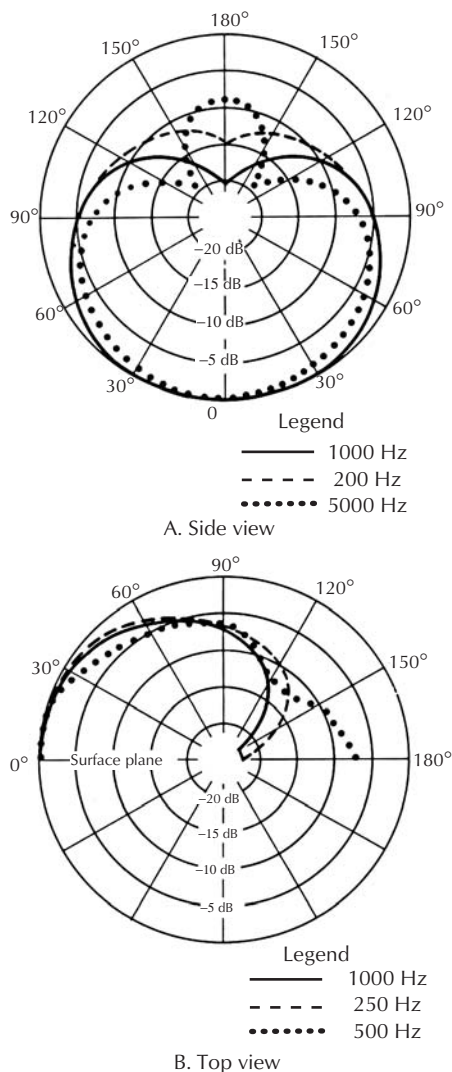 180°
150° 150°
120° 120°
90° 90°
–20 dB
–15 dB
60° 60°
–10 dB
–5 dB
30° 30°
0
Legend
1000 Hz
200 Hz
5000 Hz
A. Side view
90°
60° 120°
30° 150°
0° Surface plane 180°
–20 dB
–15 dB
–10 dB
–5 dB
Legend
1000 Hz
250 Hz
500 Hz
B. Top view